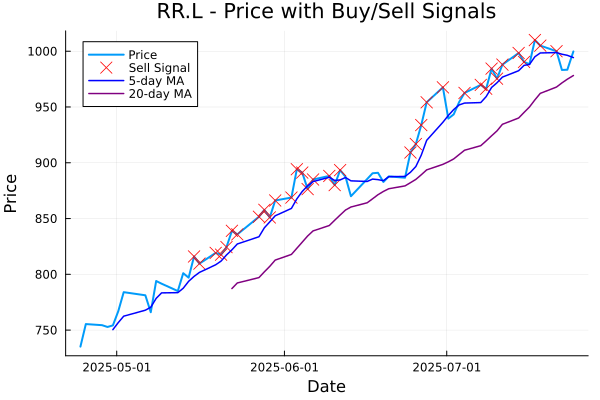 RR.L - Price with Buy/Sell Signals
Price
Sell Signal
5-day MA
20-day MA
1000
950
900
850
800
750
Price
2025-05-01 2025-06-01 2025-07-01
Date